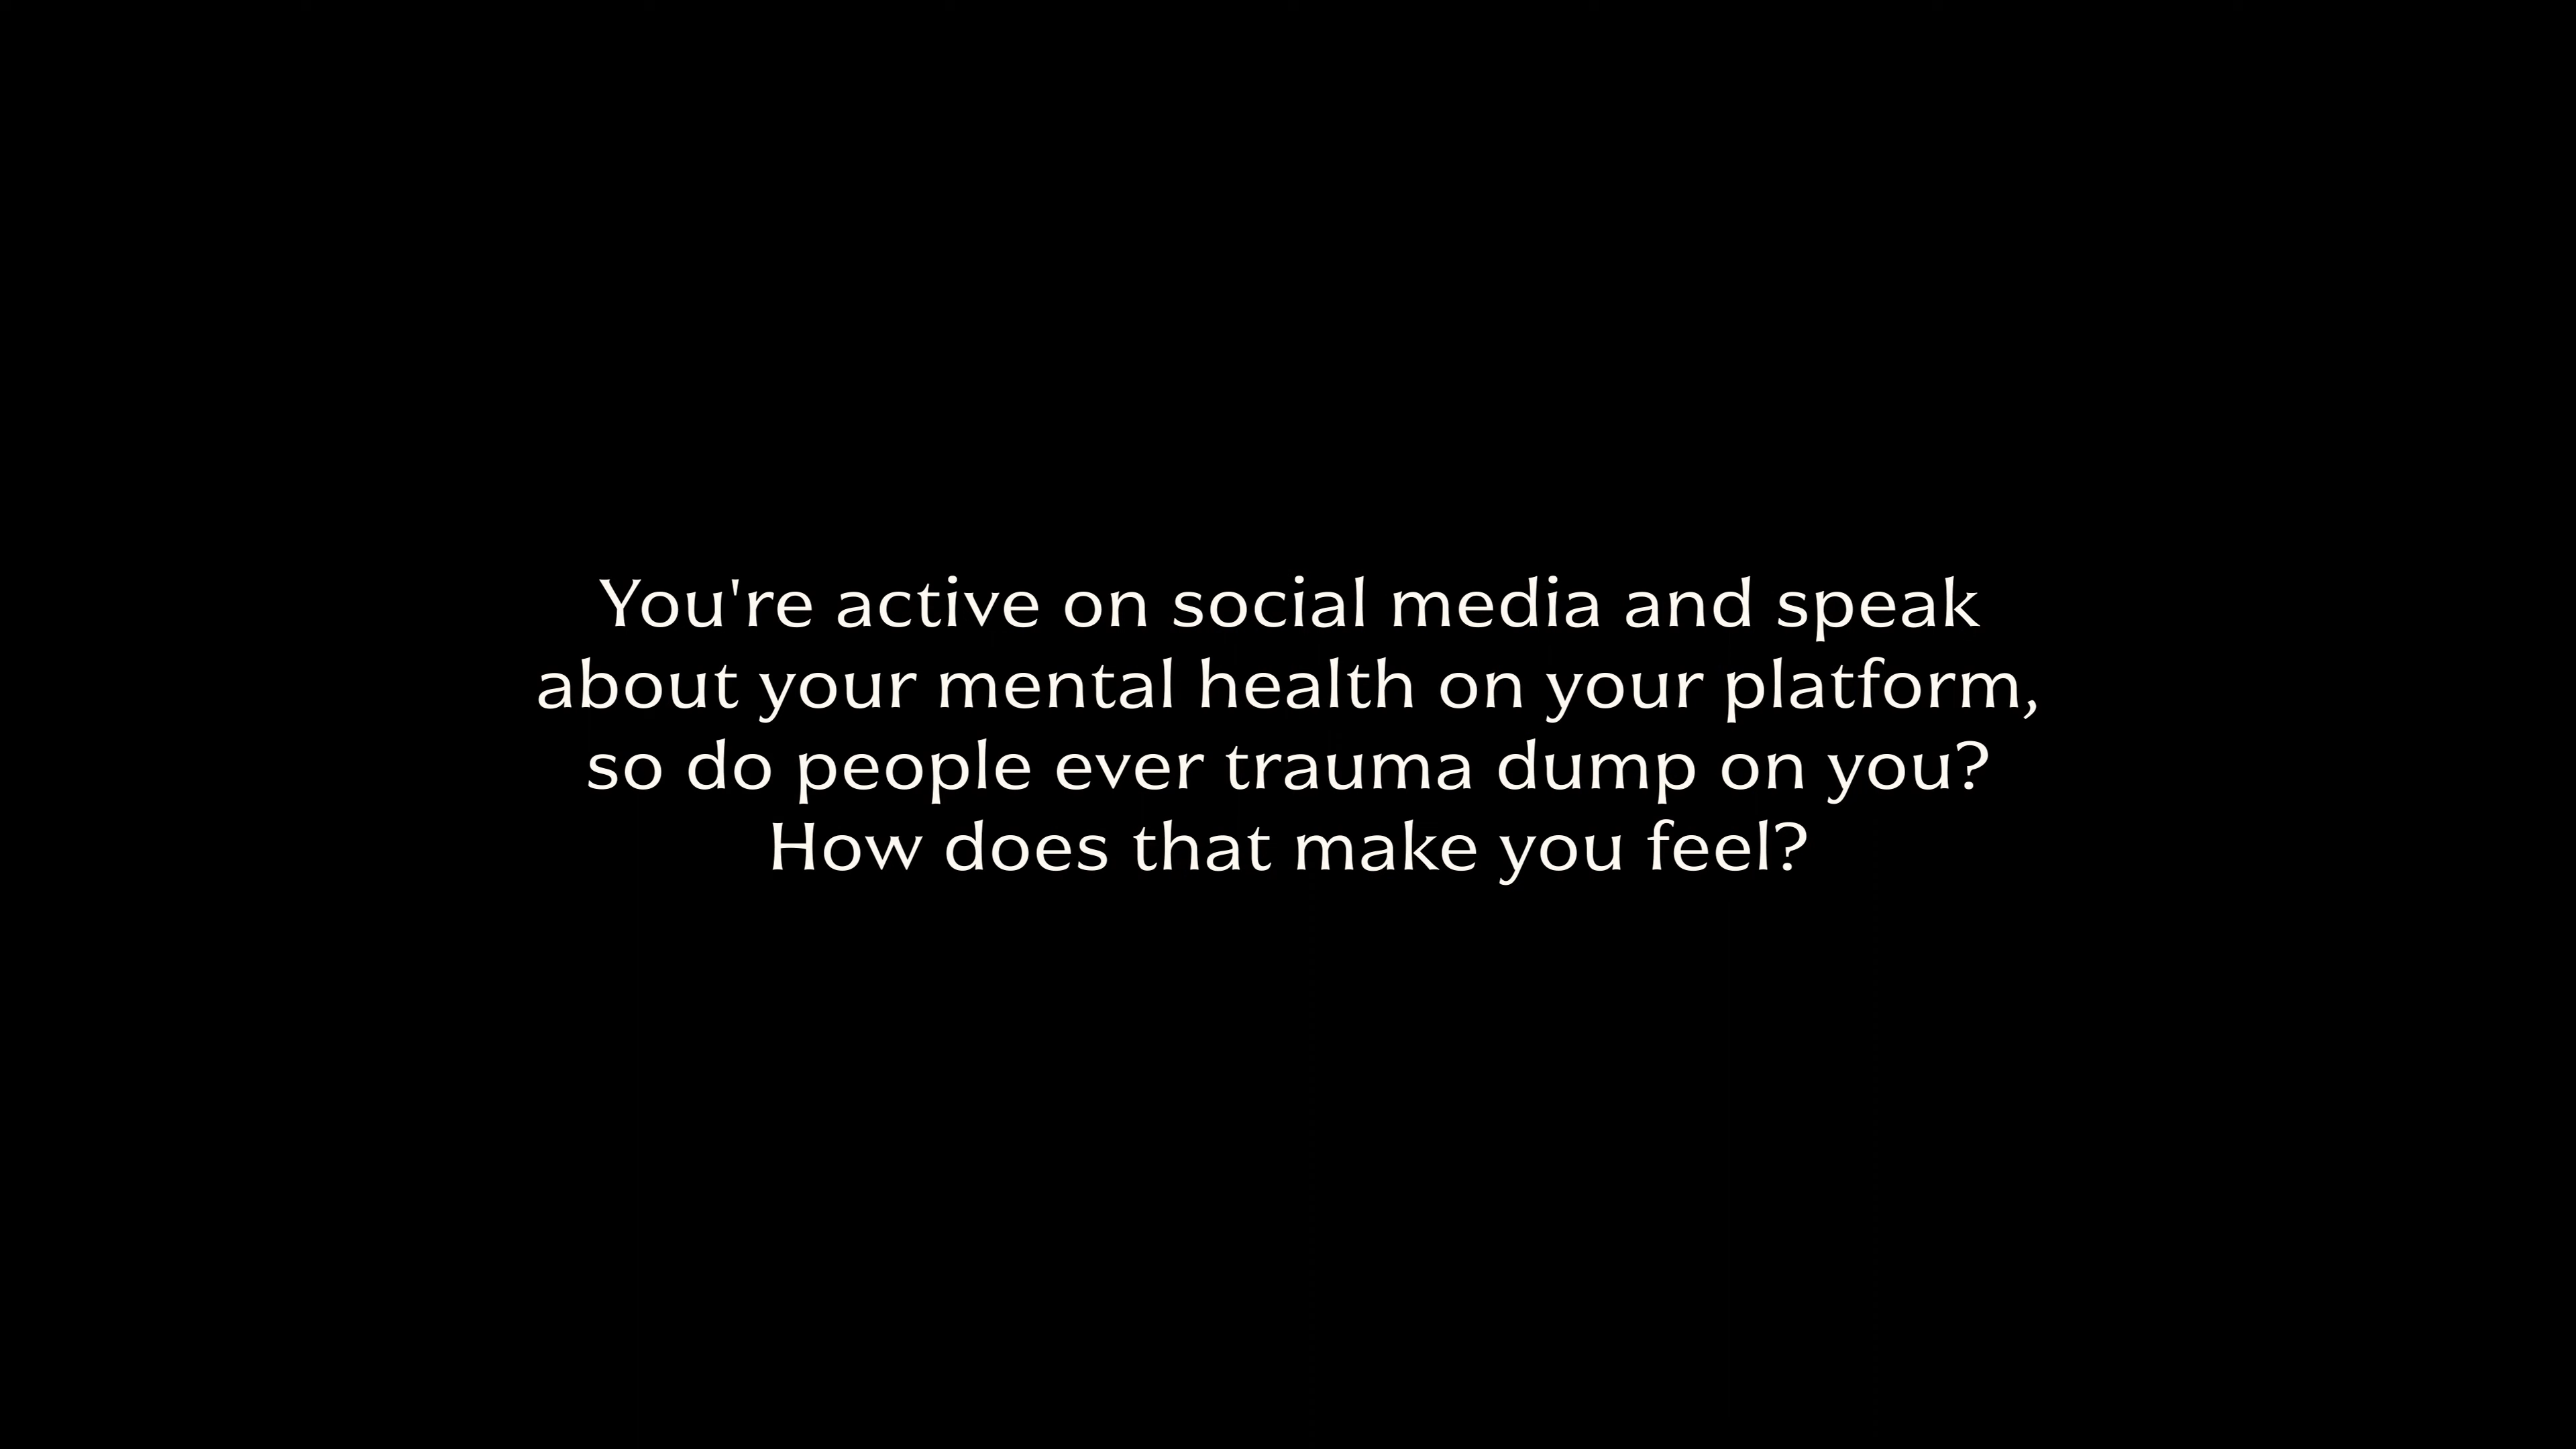 You're active on social media and speak
about your mental health on your platform,
so do people ever trauma dump on you?
How does that make you feel?